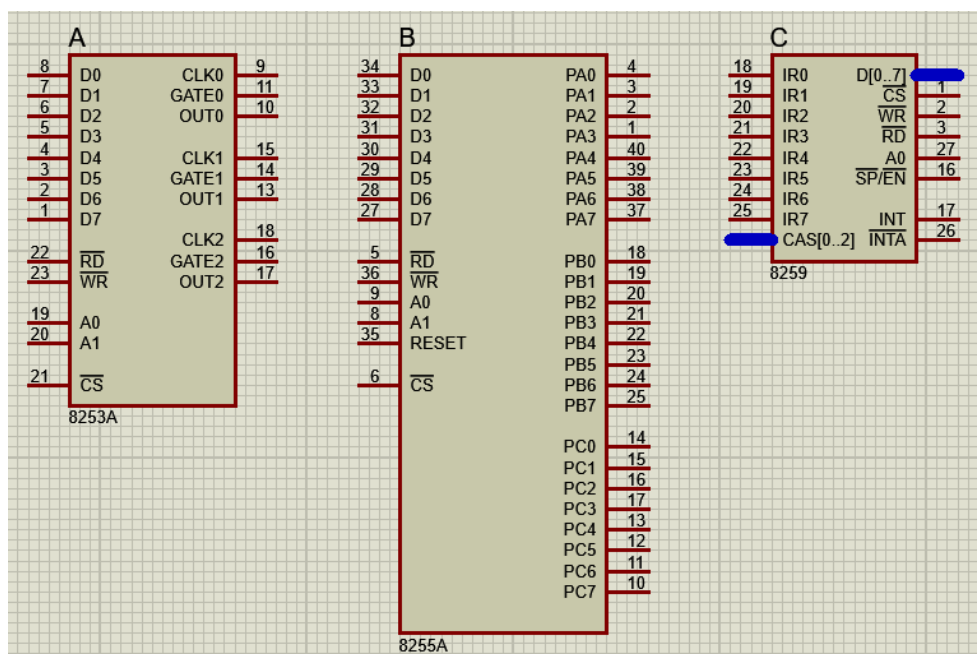 A
8 D0 CLK0 9
7 D1 GATE0 11
6 D2 OUT0 10
5 D3
4 D4 CLK1 15
3 D5 GATE1 14
2 D6 OUT1 13
1 D7
CLK2 18
22 RD GATE2 16
23 WR OUT2 17
19 A0
20 A1
21 CS
8253A
B
34 D0 PA0 4
33 D1 PA1 3
32 D2 PA2 2
31 D3 PA3 1
30 D4 PA4 40
29 D5 PA5 39
28 D6 PA6 38
27 D7 PA7 37
5 RD PB0 18
36 WR PB1 19
9 A0 PB2 20
8 A1 PB3 21
35 RESET PB4 22
PB5 23
6 CS PB6 24
PB7 25
PC0 14
PC1 15
PC2 16
PC3 17
PC4 13
PC5 12
PC6 11
PC7 10
8255A
C
18 IR0 D[0..7]
19 IR1 CS 1
20 IR2 WR 2
21 IR3 RD 3
22 IR4 A0 27
23 IR5 SP/EN 16
24 IR6
25 IR7 INT 17
CAS[0..2] INTA 26
8259